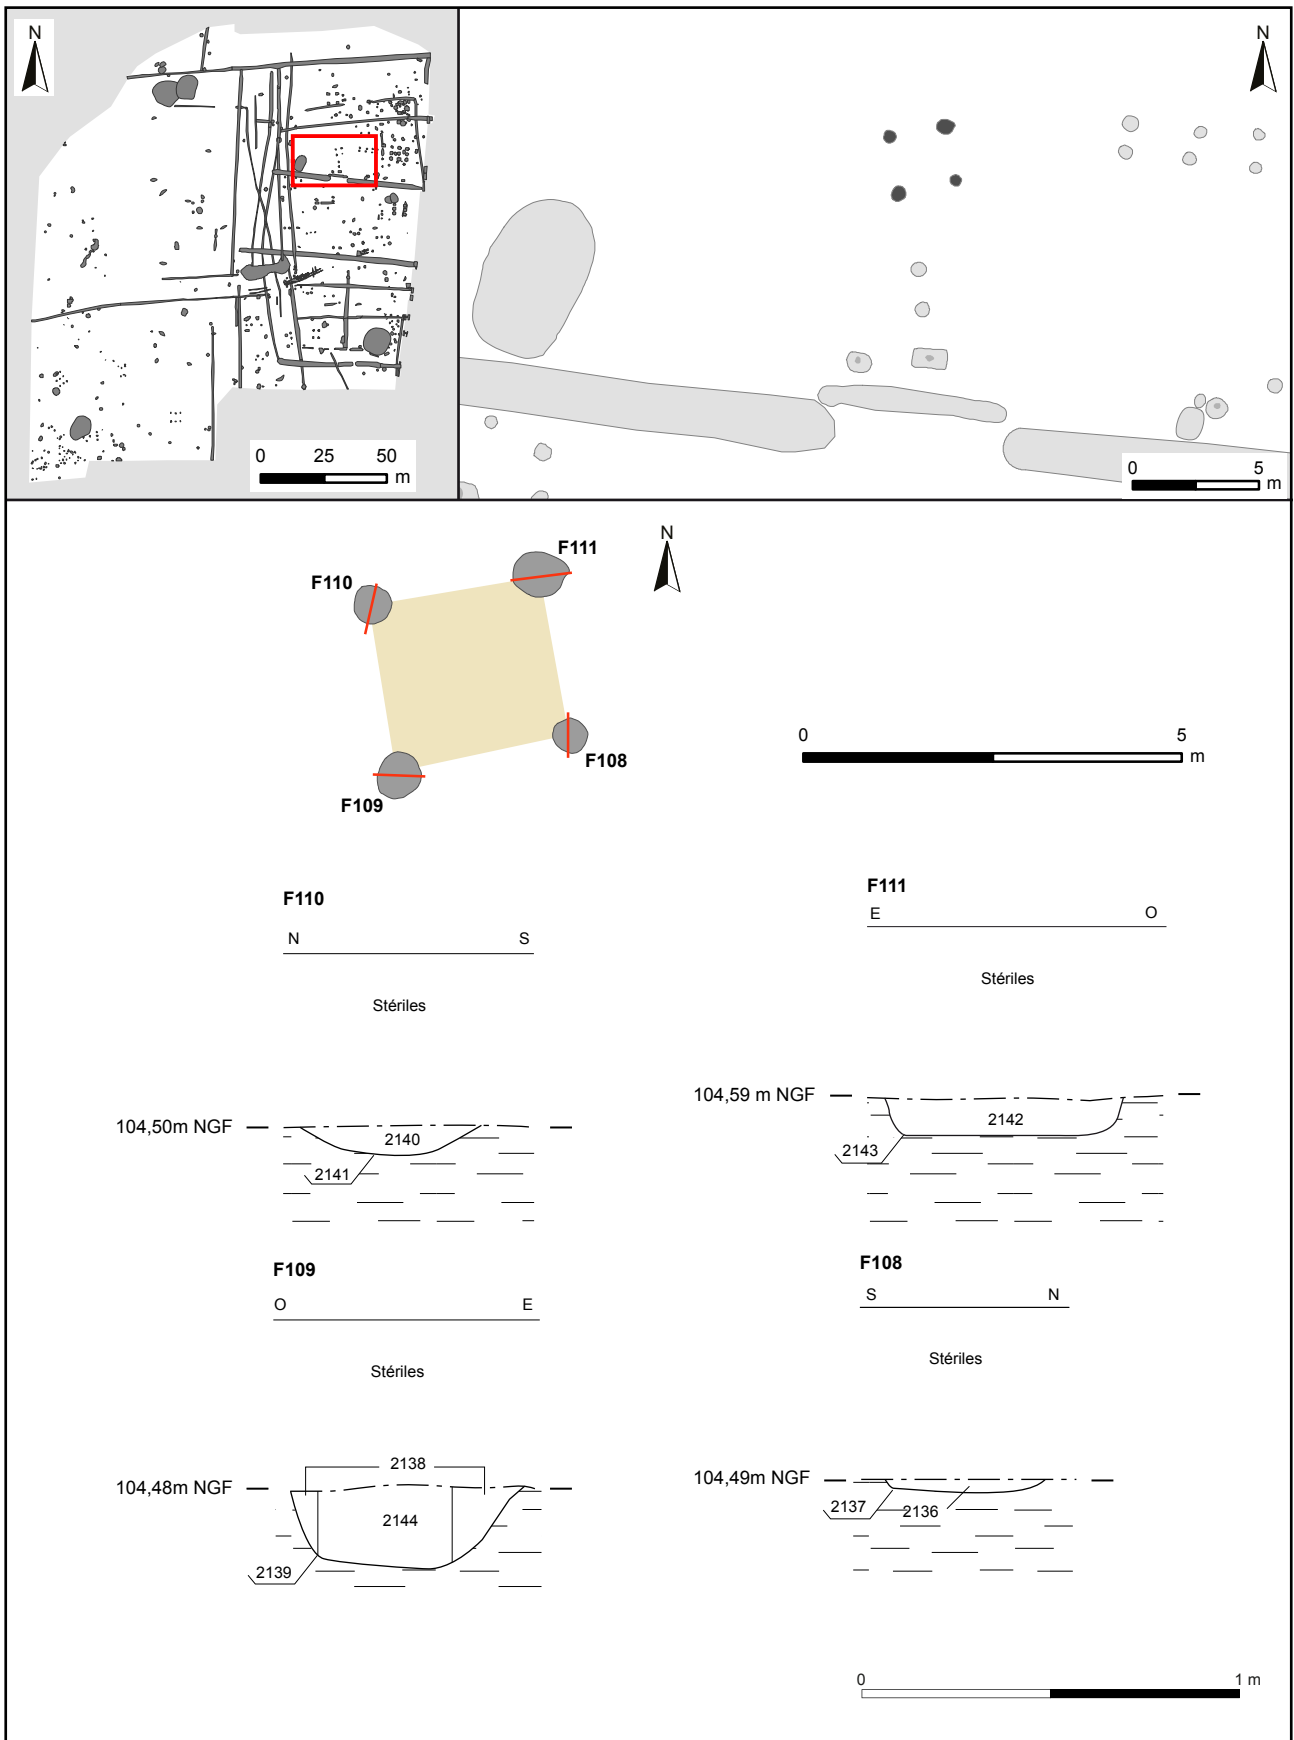 N
0 25 50
m
N
0 5
m
N
F111
F110
F108
F109
0 5
m
F110
N S
Stériles
104,50m NGF
2140
2141
F111
E O
Stériles
104,59 m NGF
2142
2143
F109
O E
Stériles
2138
104,48m NGF
2144
2139
F108
S N
Stériles
104,49m NGF
2137
2136
0 1 m